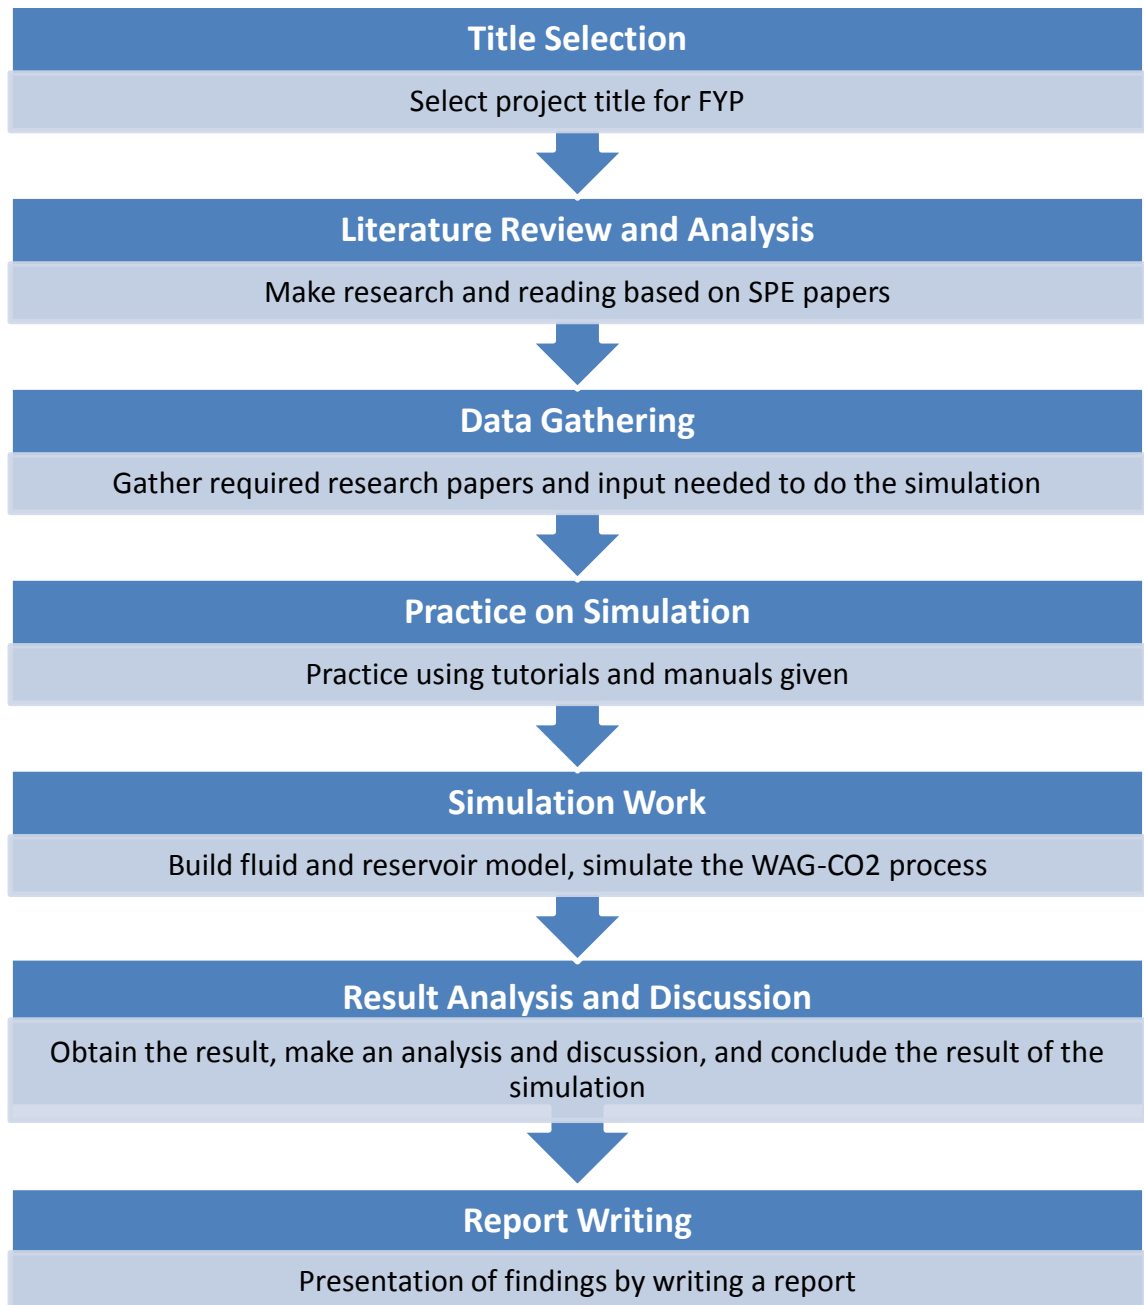 Title Selection
Select project title for FYP
Literature Review and Analysis
Make research and reading based on SPE papers
Data Gathering
Gather required research papers and input needed to do the simulation
Practice on Simulation
Practice using tutorials and manuals given
Simulation Work
Build fluid and reservoir model, simulate the WAG-CO2 process
Result Analysis and Discussion
Obtain the result, make an analysis and discussion, and conclude the result of the
simulation
Report Writing
Presentation of findings by writing a report